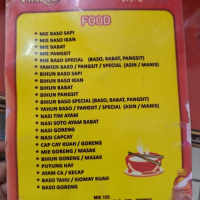 FOOD
MIE BASO SAPI
MIE BASO IKAN
MIE BABAT
MIE PANGSIT
MIE BASO SPECIAL (BASO, BABAT, PANGSIT)
YAMIEN BASO / PANGSIT / SPECIAL (ASIN / MANIS)
BIHUN BASO SAPI
BIHUN BASO IKAN
BIHUN BABAT
BIHUN PANGSIT
BIHUN BASO SPECIAL (BASO, BABAT, PANGSIT)
YAHUN BASO / PANGSIT / SPECIAL (ASIN / MANIS)
NASI TIM AYAM
NASI SOTO AYAM BABAT
NASI GORENG
NASI CAPCAY
CAP CAY KUAH / GORENG
MIE GORENG / MASAK
BIHUN GORENG / MASAK
PUYUNG HAY
AYAM CA / KECAP
BASO TAHU / SIOMAY KUAH
BASO GORENG
MIE 123